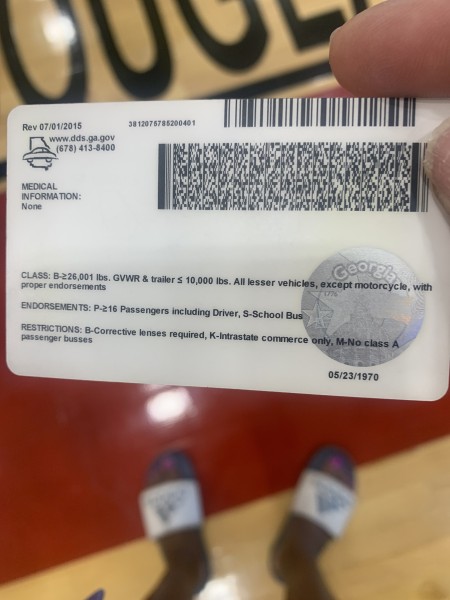 OUGE
Rev 07/01/2015
3812075785200401
www.dds.ga.gov
(678) 413-8400
MEDICAL
INFORMATION:
None
Georgia
1776
CLASS: B-≥26,001 lbs. GVWR & trailer ≤ 10,000 lbs. All lesser vehicles, except motorcycle, with
proper endorsements
ENDORSEMENTS: P-≥16 Passengers including Driver, S-School Bus
RESTRICTIONS: B-Corrective lenses required, K-Intrastate commerce only, M-No class A
passenger busses
05/23/1970